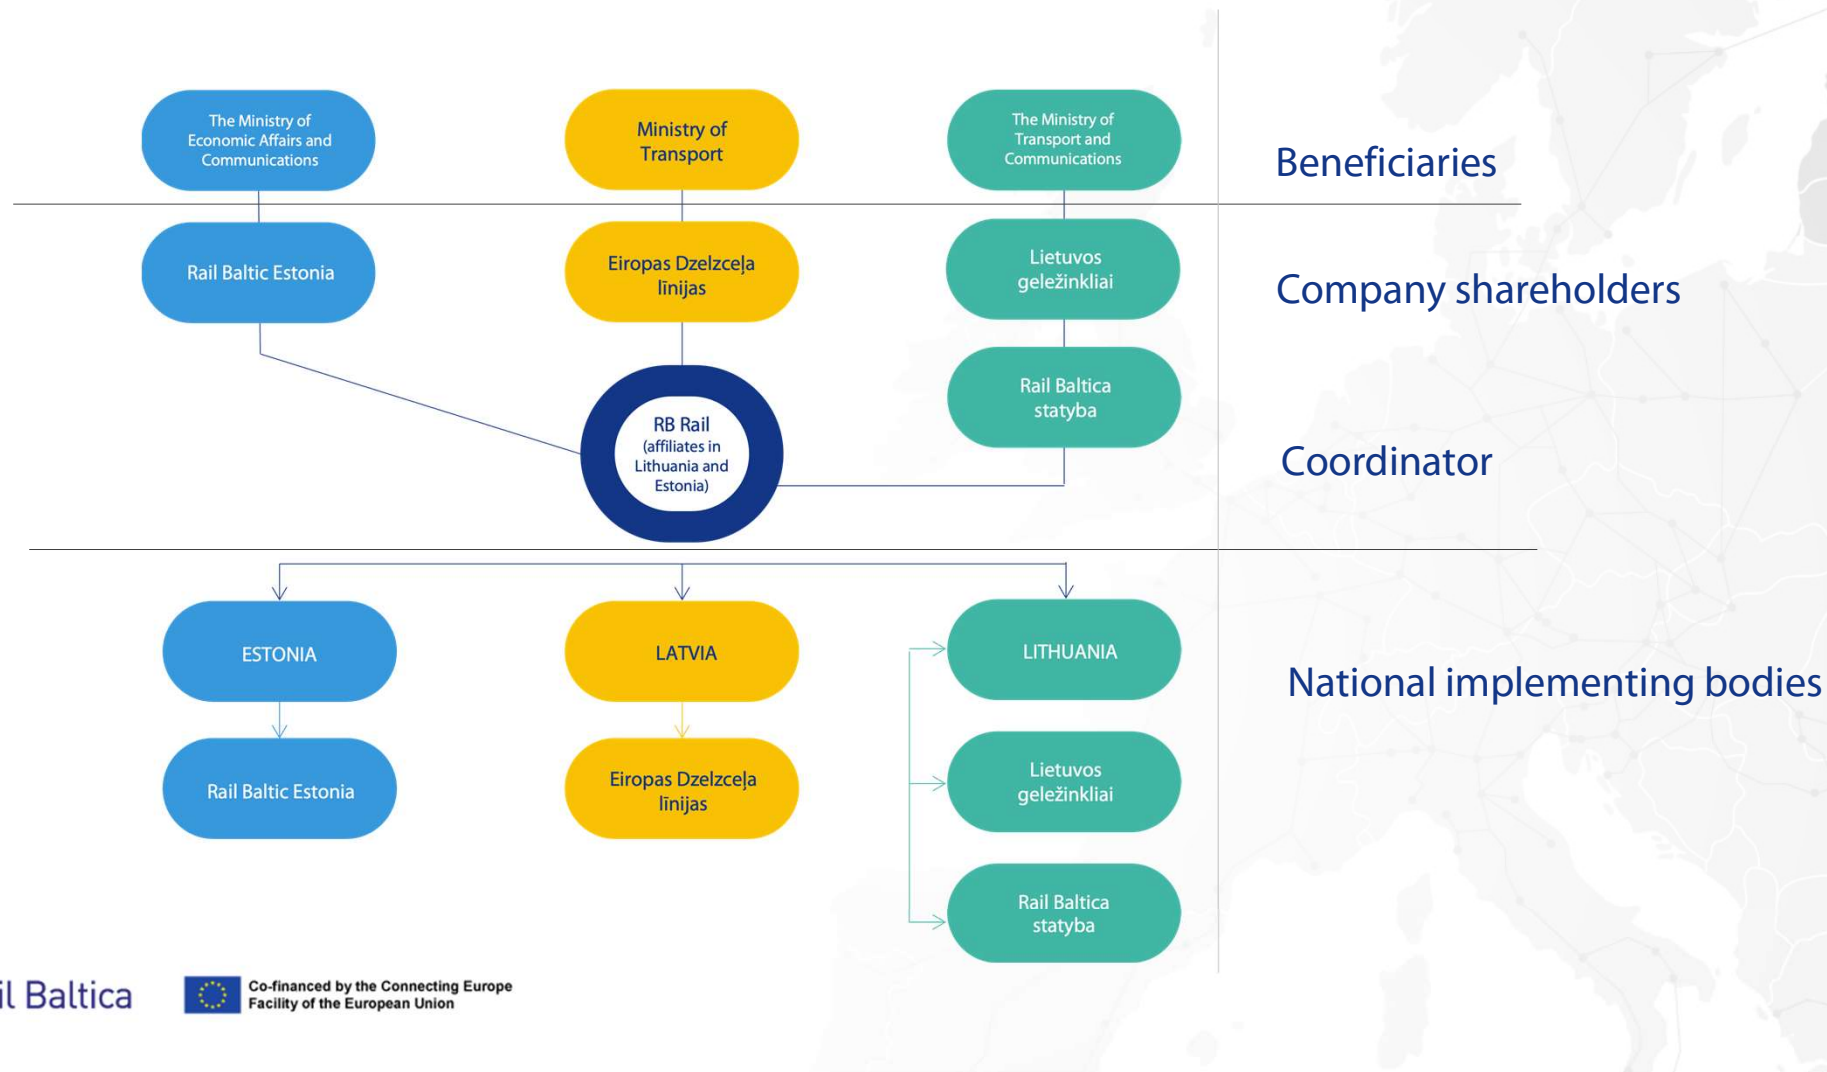 The Ministry of
Economic Affairs and
Communications
Ministry of
Transport
The Ministry of
Transport and
Communications
Beneficiaries
Rail Baltic Estonia
Eiropas Dzelzceļa
līnijas
Lietuvos
geležinkliai
Company shareholders
Rail Baltica
statyba
RB Rail
(affiliates in
Lithuania and
Estonia)
Coordinator
ESTONIA
LATVIA
LITHUANIA
National implementing bodies
Rail Baltic Estonia
Eiropas Dzelzceļa
līnijas
Lietuvos
geležinkliai
Rail Baltica
statyba
il Baltica
Co-financed by the Connecting Europe
Facility of the European Union